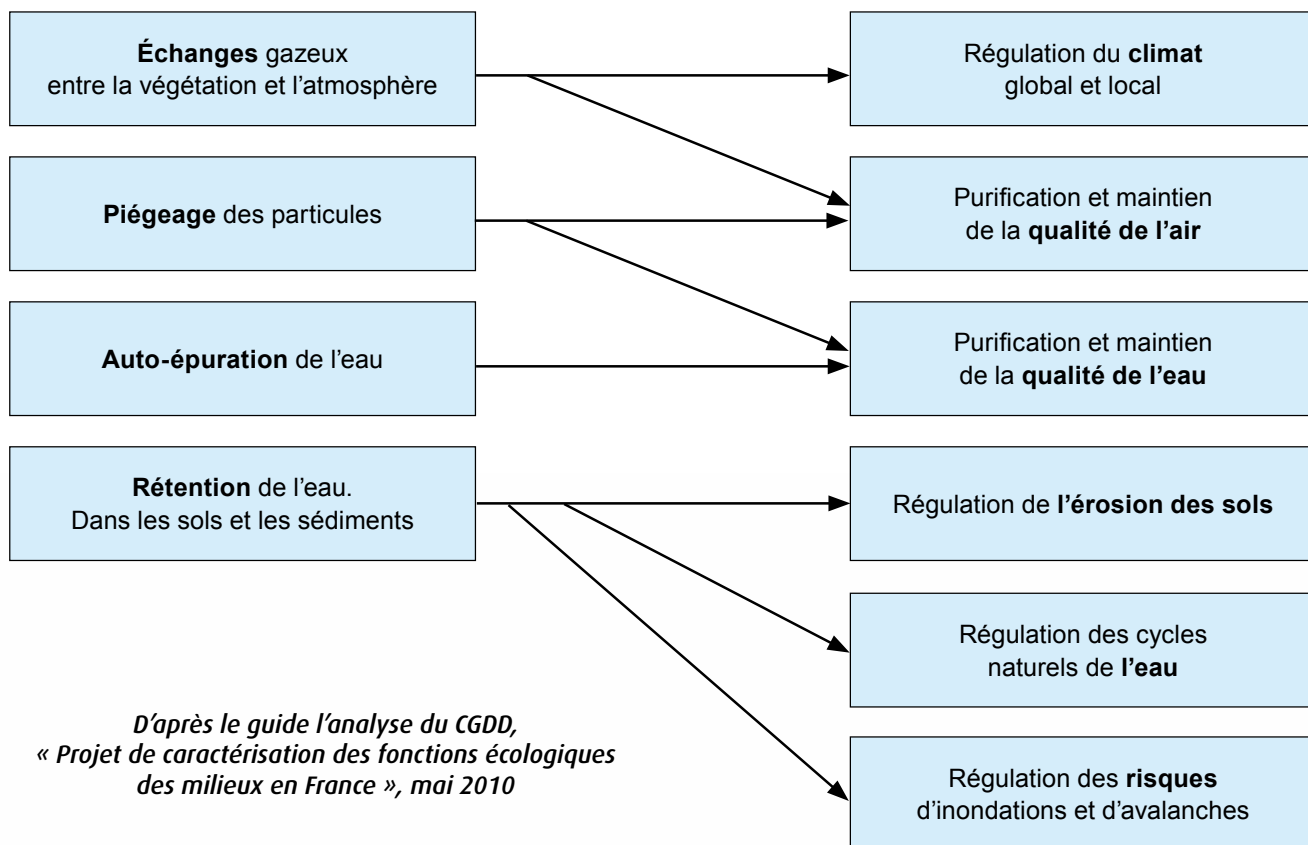 Échanges gazeux
entre la végétation et l’atmosphère
Régulation du climat
global et local
Piégeage des particules
Purification et maintien
de la qualité de l’air
Auto-épuration de l’eau
Purification et maintien
de la qualité de l’eau
Rétention de l’eau.
Dans les sols et les sédiments
Régulation de l’érosion des sols
Régulation des cycles
naturels de l’eau
Régulation des risques
d’inondations et d’avalanches
D’après le guide l’analyse du CGDD,
« Projet de caractérisation des fonctions écologiques
des milieux en France », mai 2010